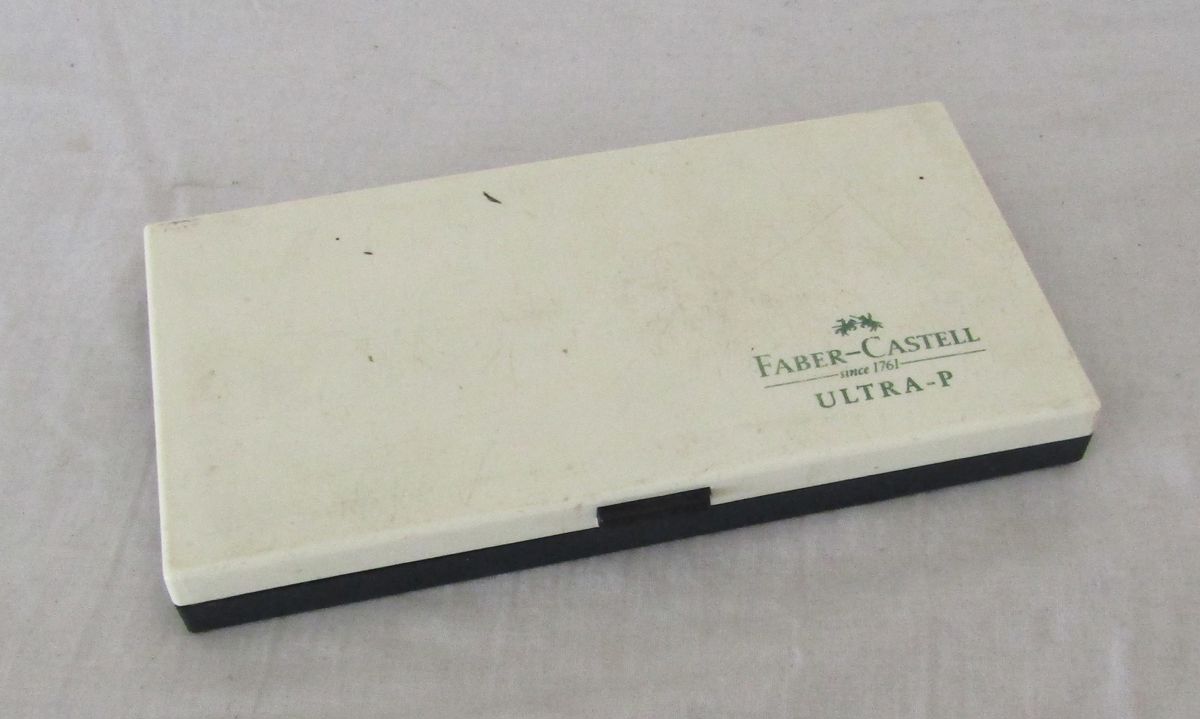 FABER-CASTELL
since 1761
ULTRA-P